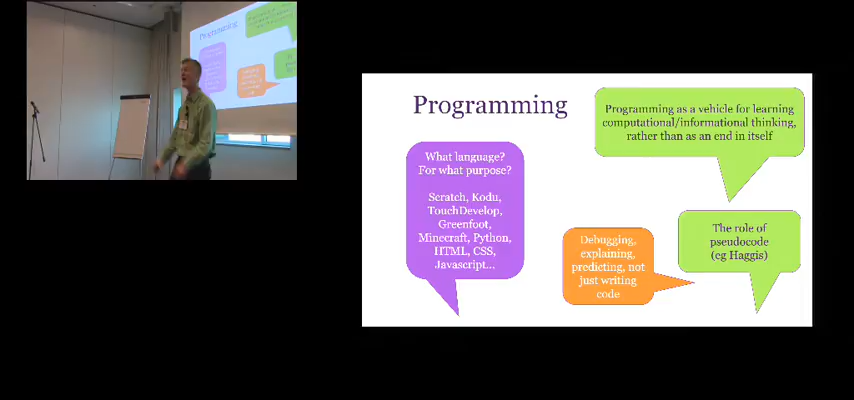 Programming
Programming as a vehicle for learning
computational/informational thinking,
rather than as an end in itself
What language?
For what purpose?
Scratch, Kodu,
TouchDevelop,
Greenfoot,
Minecraft, Python,
HTML, CSS,
Javascript...
Debugging,
explaining,
predicting, not
just writing
code
The role of
pseudocode
(eg Haggis)
Programming